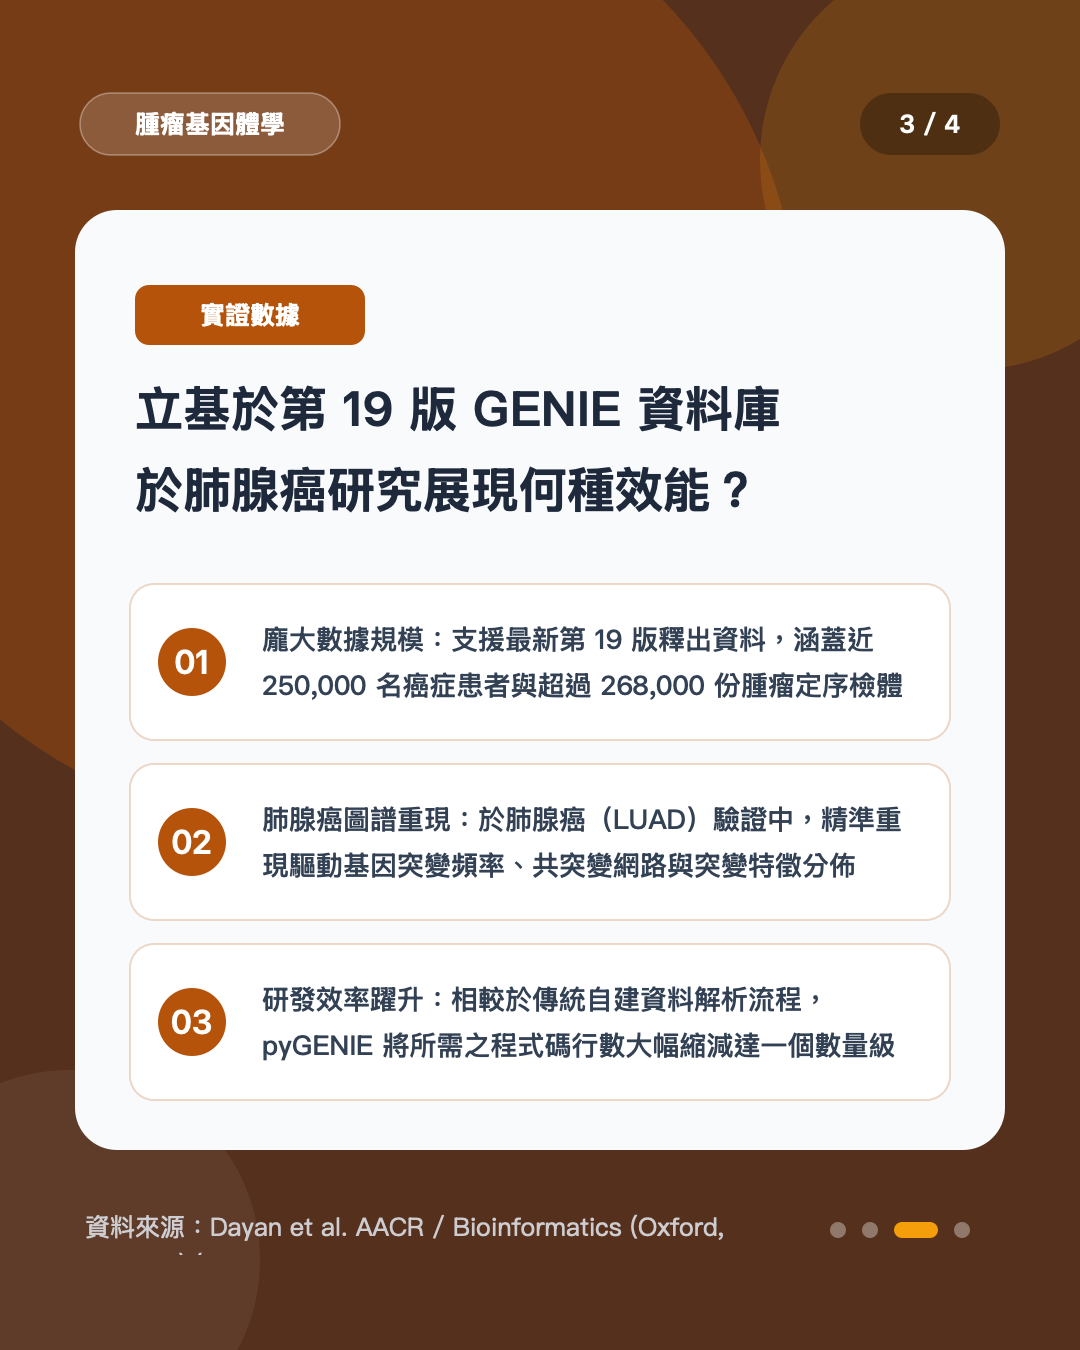 腫瘤基因體學
3 / 4
實證數據
立基於第 19 版 GENIE 資料庫
於肺腺癌研究展現何種效能？
01
龐大數據規模：支援最新第 19 版釋出資料，涵蓋近
250,000 名癌症患者與超過 268,000 份腫瘤定序檢體
02
肺腺癌圖譜重現：於肺腺癌（LUAD）驗證中，精準重
現驅動基因突變頻率、共突變網路與突變特徵分佈
03
研發效率躍升：相較於傳統自建資料解析流程，
pyGENIE 將所需之程式碼行數大幅縮減達一個數量級
資料來源：Dayan et al. AACR / Bioinformatics (Oxford,